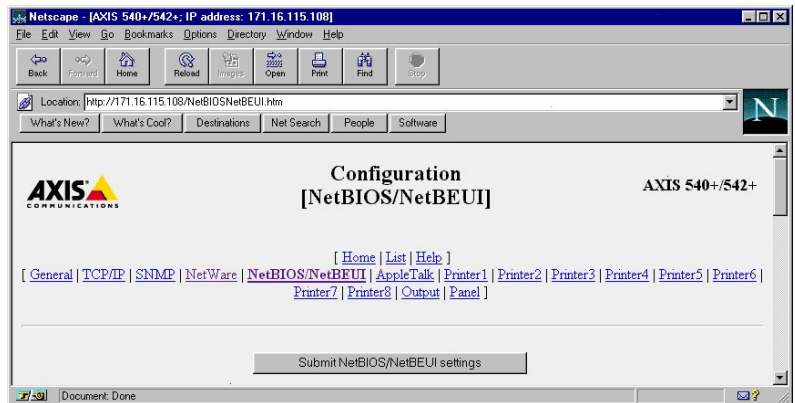 Netscape - [AXIS 540+/542+; IP address: 171.16.115.108]
File Edit View Go Bookmarks Options Directory Window Help
Back Forward Home Reload Images Open Print Find Stop
Location: http://171.16.115.108/NetBIOSNetBEUI.htm
N
What's New? What's Cool? Destinations Net Search People Software
AXIS
COMMUNICATIONS
Configuration
[NetBIOS/NetBEUI]
AXIS 540+/542+
[ Home | List | Help ]
[ General | TCP/IP | SNMP | NetWare | NetBIOS/NetBEUI | AppleTalk | Printer1 | Printer2 | Printer3 | Printer4 | Printer5 | Printer6 |
Printer7 | Printer8 | Output | Panel ]
Submit NetBIOS/NetBEUI settings
Document: Done